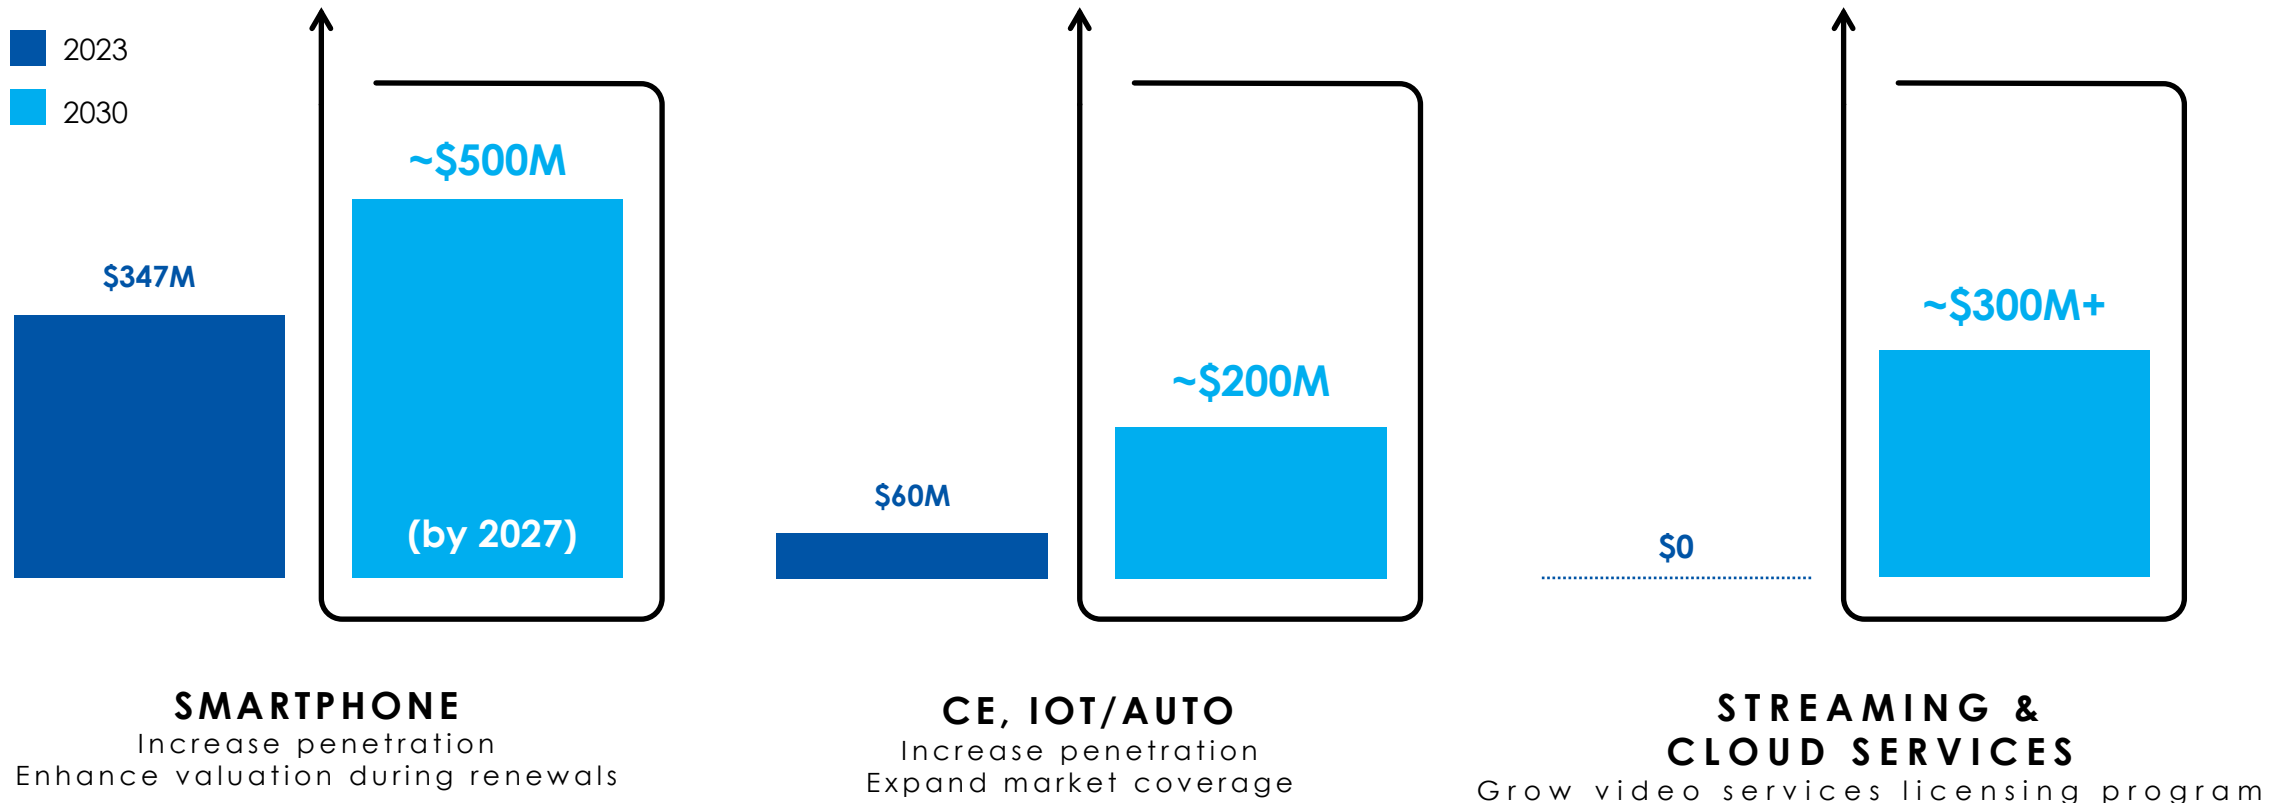 2023
2030
$347M
~$500M
(by 2027)
SMARTPHONE
Increase penetration
Enhance valuation during renewals
$60M
~$200M
CE, IOT/AUTO
Increase penetration
Expand market coverage
$0
~$300M+
STREAMING &
CLOUD SERVICES
Grow video services licensing program